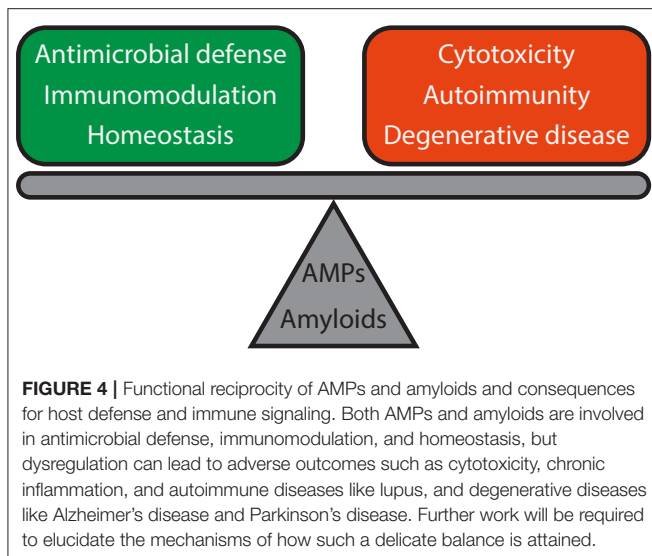 Antimicrobial defense
Immunomodulation
Homeostasis
Cytotoxicity
Autoimmunity
Degenerative disease
AMPs
Amyloids
FIGURE 4 | Functional reciprocity of AMPs and amyloids and consequences
for host defense and immune signaling. Both AMPs and amyloids are involved
in antimicrobial defense, immunomodulation, and homeostasis, but
dysregulation can lead to adverse outcomes such as cytotoxicity, chronic
inflammation, and autoimmune diseases like lupus, and degenerative diseases
like Alzheimer's disease and Parkinson's disease. Further work will be required
to elucidate the mechanisms of how such a delicate balance is attained.